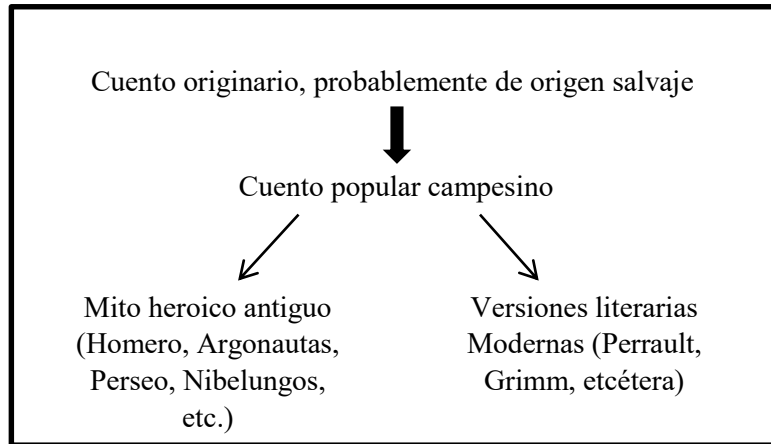 Cuento originario, probablemente de origen salvaje
Cuento popular campesino
Mito heroico antiguo
(Homero, Argonautas,
Perseo, Nibelungos,
etc.)
Versiones literarias
Modernas (Perrault,
Grimm, etcétera)